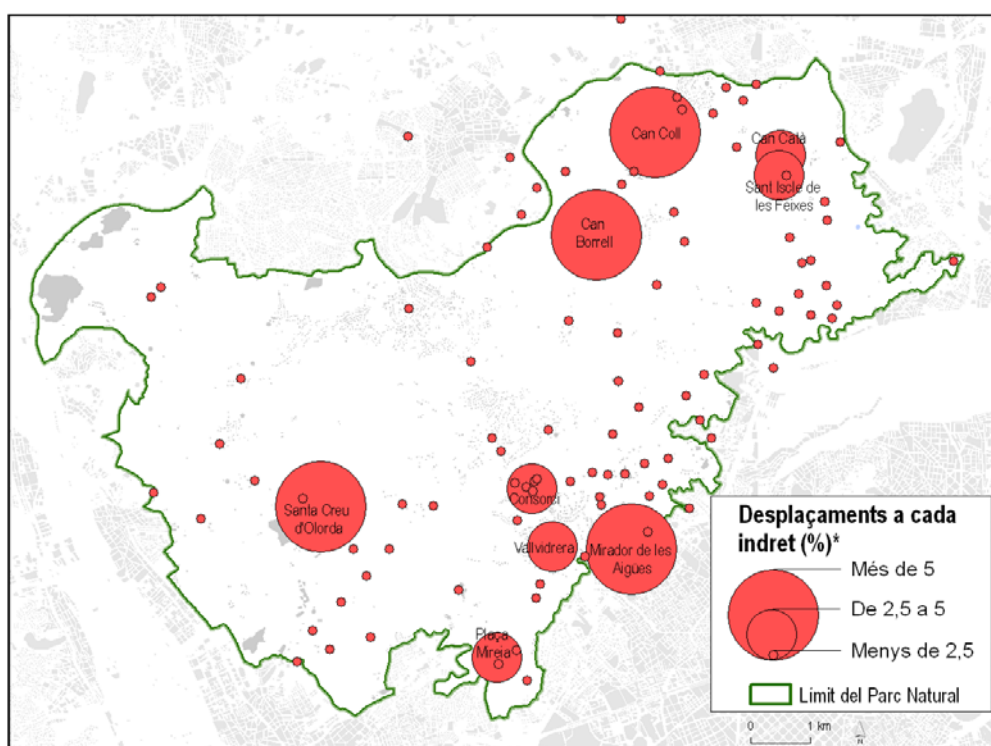 Can Coll
Can Catà
Sant Iscle de
les Feixes
Can
Borrell
Santa Creu
d'Olorda
Consorci
Vallvidrera
Mirador de les
Aigües
Plaça
Mireia
Desplaçaments a cada
indret (%)*
Més de 5
De 2,5 a 5
Menys de 2,5
Límit del Parc Natural
0 1 km
N